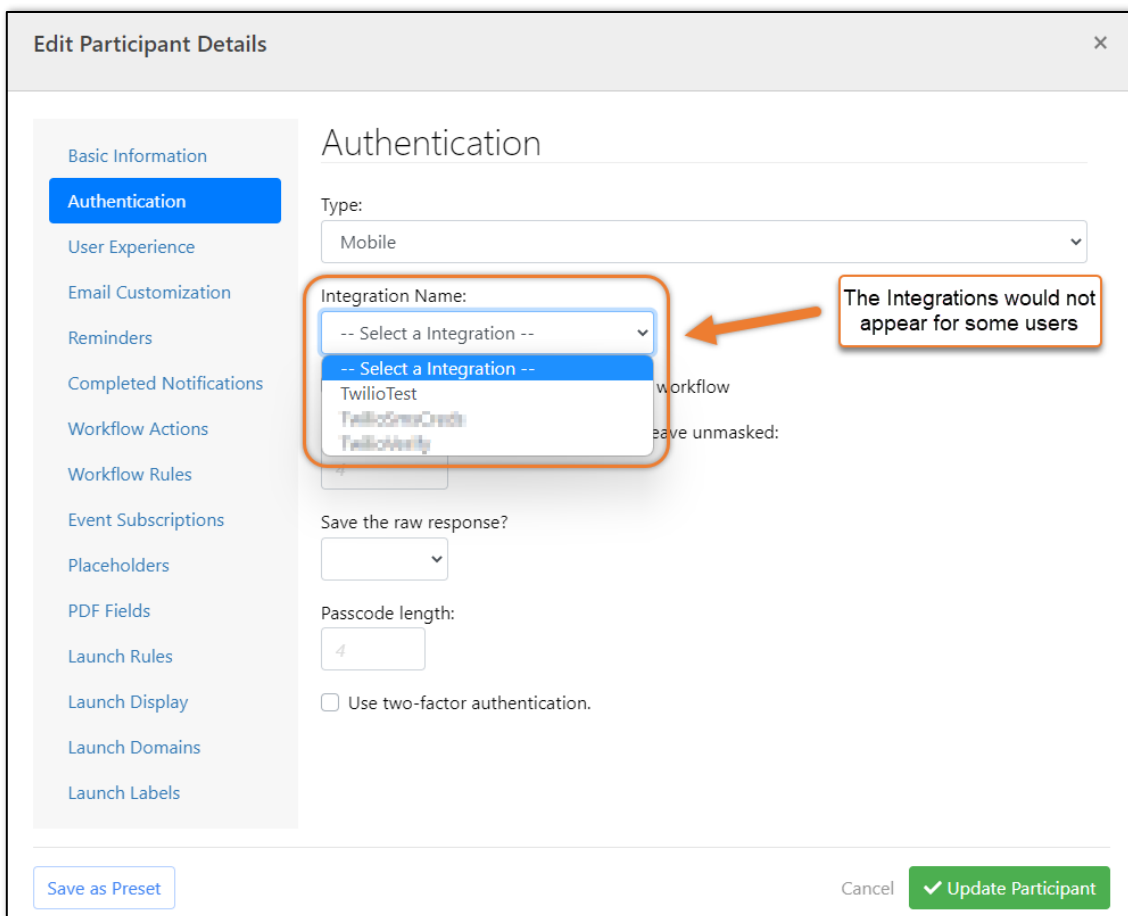 Edit Participant Details
×
Basic Information
Authentication
User Experience
Email Customization
Reminders
Completed Notifications
Workflow Actions
Workflow Rules
Event Subscriptions
Placeholders
PDF Fields
Launch Rules
Launch Display
Launch Domains
Launch Labels
Authentication
Type:
Mobile
Integration Name:
-- Select a Integration --
-- Select a Integration --
TwilioTest
The Integrations would not
appear for some users
workflow
eave unmasked:
4
Save the raw response?
Passcode length:
4
Use two-factor authentication.
Save as Preset
Cancel
Update Participant